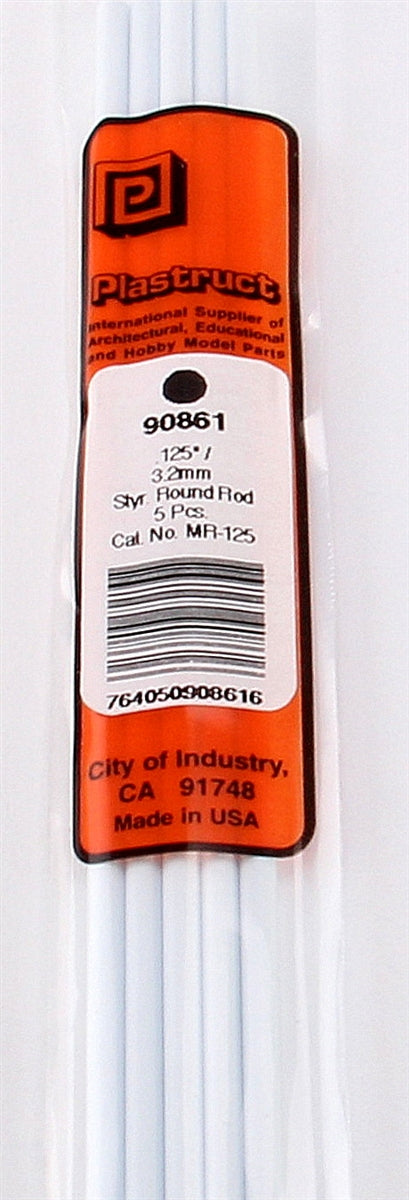 P
Plastruct
International Supplier of
Architectural, Educational
and Hobby Model Parts
90861
.125" /
3.2mm
Styr. Round Rod
5 Pcs.
Cat. No. MR-125
764050908616
City of Industry,
CA 91748
Made in USA